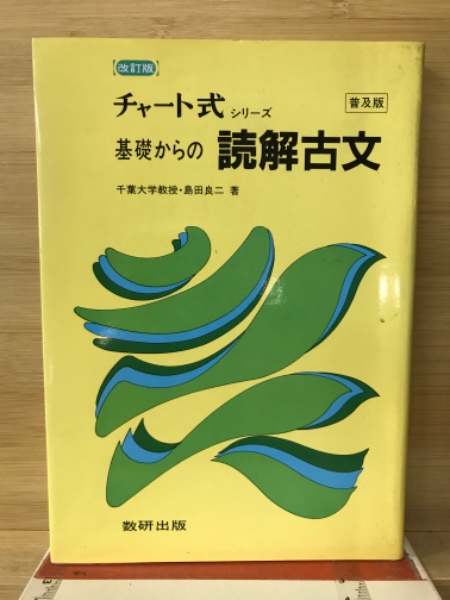 改訂版
チャート式 シリーズ
普及版
基礎からの 読解古文
千葉大学教授・島田良二 著
数研出版